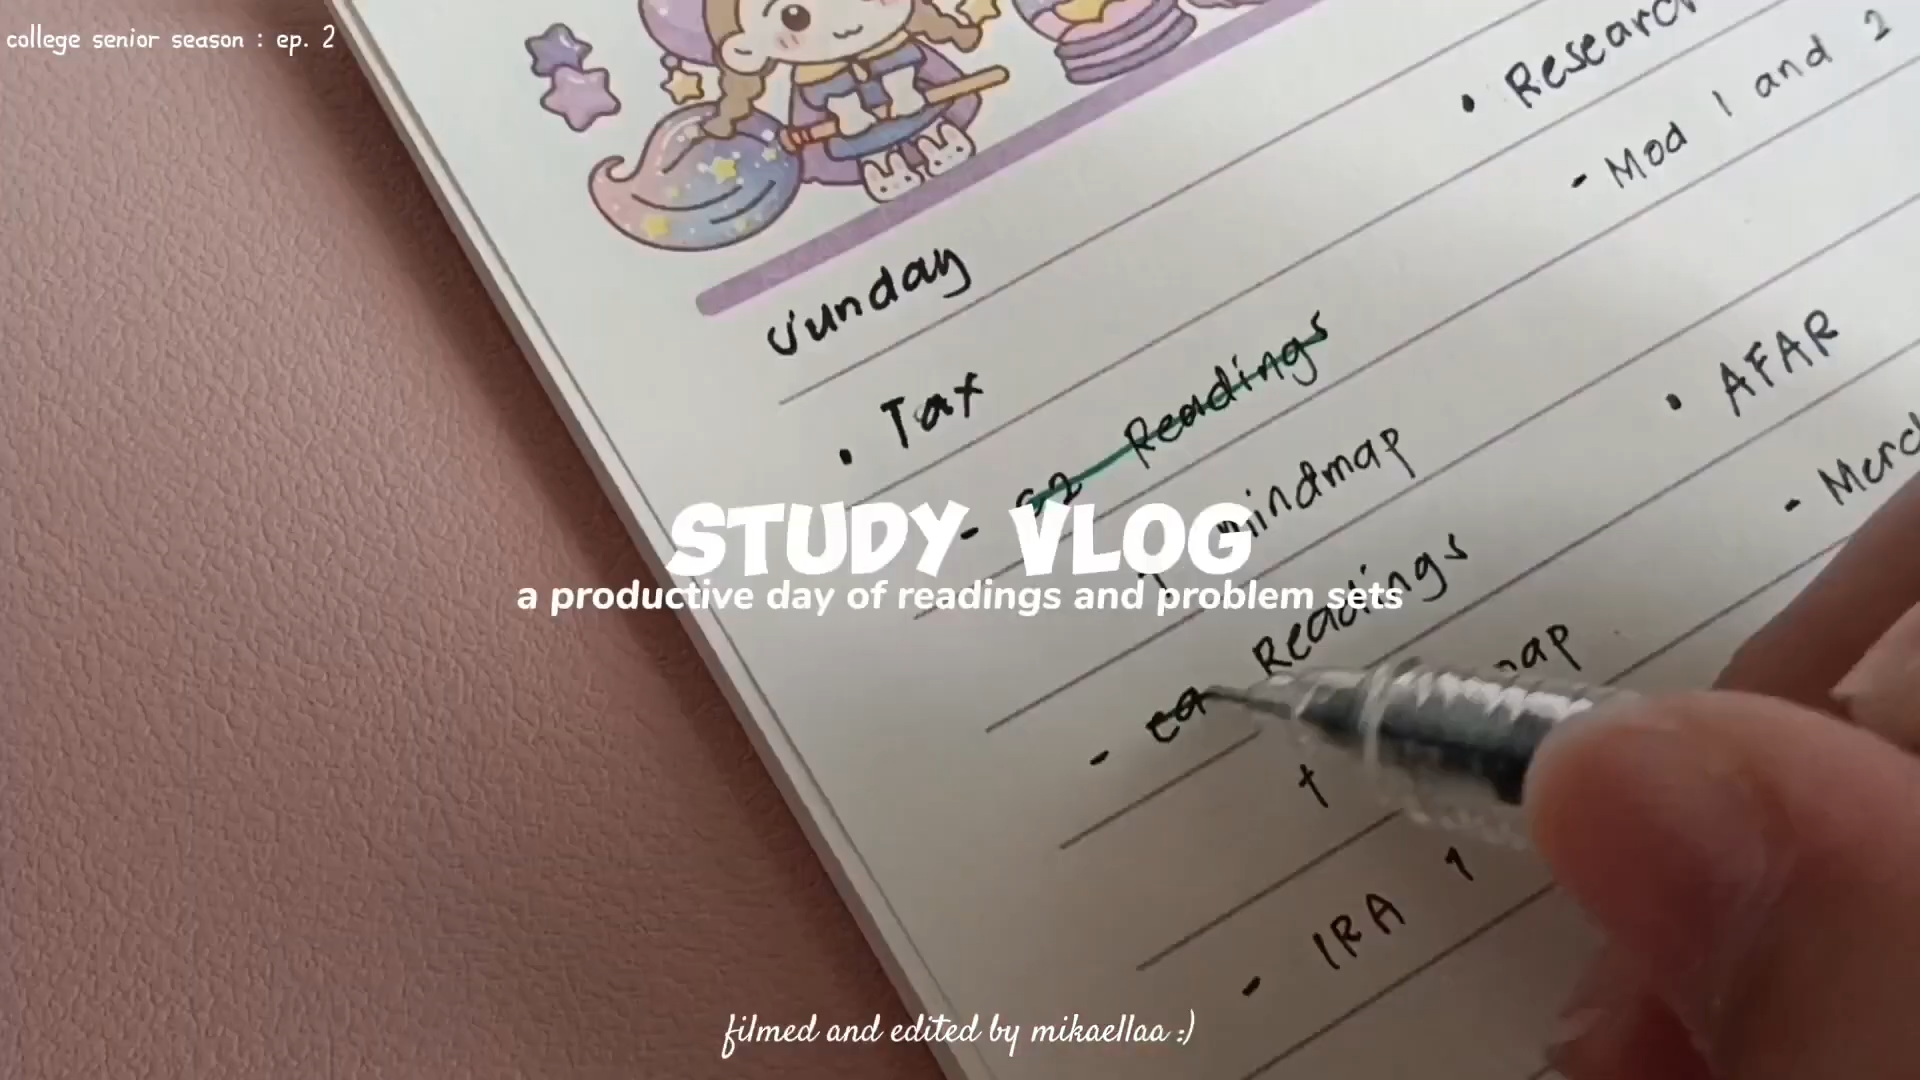 college senior season : ep. 2
Sunday
• Tax
- G2 Readings
mindmap
Readings
+
- IRA 1
• Research
- Mod 1 and 2
• AFAR
STUDY VLOG
a productive day of readings and problem sets
filmed and edited by mikaellaa :)